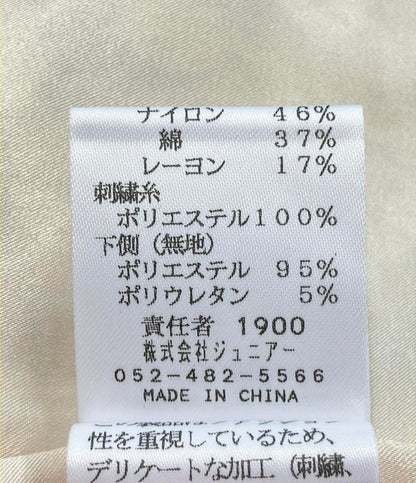 ナイロン 46%
綿 37%
レーヨン 17%
刺繍糸
ポリエステル100%
下側（無地）
ポリエステル 95%
ポリウレタン 5%
責任者 1900
株式会社ジュニアー
052-482-5566
MADE IN CHINA
性を重視しているため、
デリケートな加工（刺繍、